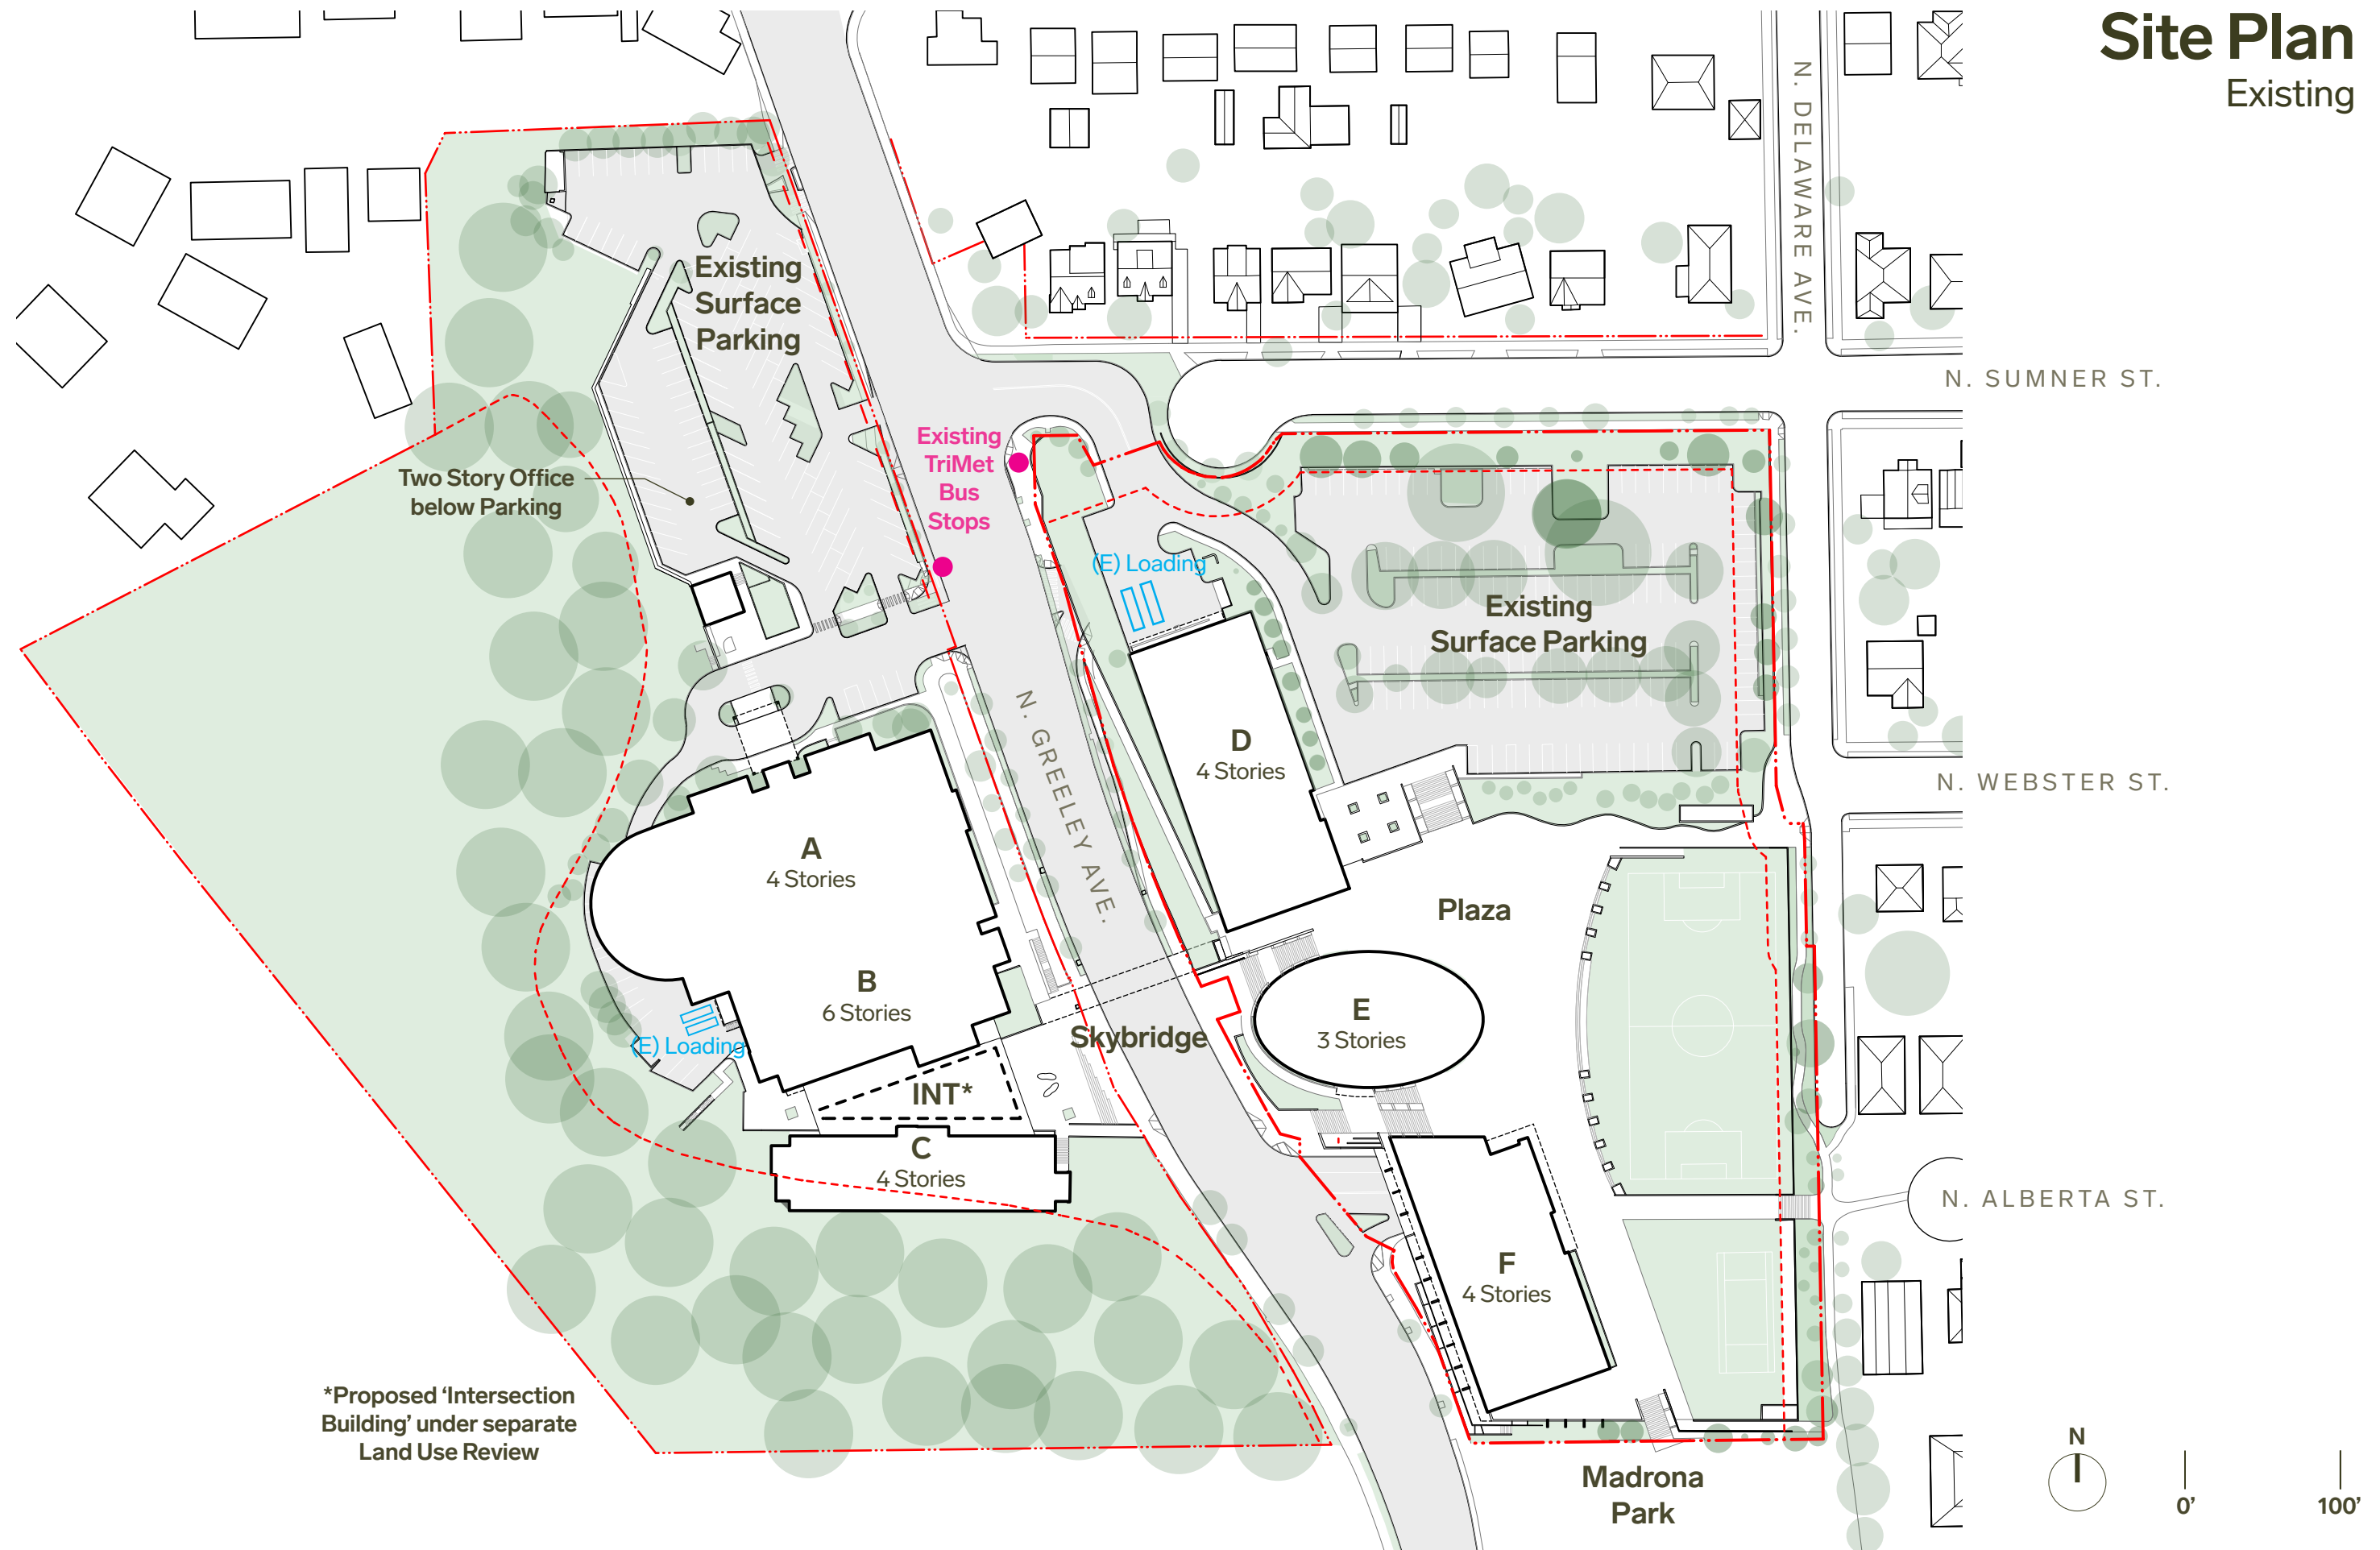 Site Plan
Existing
N. DELAWARE AVE.
N. SUMNER ST.
Existing
Surface
Parking
Existing
TriMet
Bus
Stops
Two Story Office
below Parking
(E) Loading
Existing
Surface Parking
N. GREELEY AVE.
D
4 Stories
N. WEBSTER ST.
A
4 Stories
Plaza
B
6 Stories
E
3 Stories
Skybridge
(E) Loading
INT*
C
4 Stories
N. ALBERTA ST.
F
4 Stories
*Proposed ‘Intersection
Building’ under separate
Land Use Review
Madrona
Park
N
0’
100’